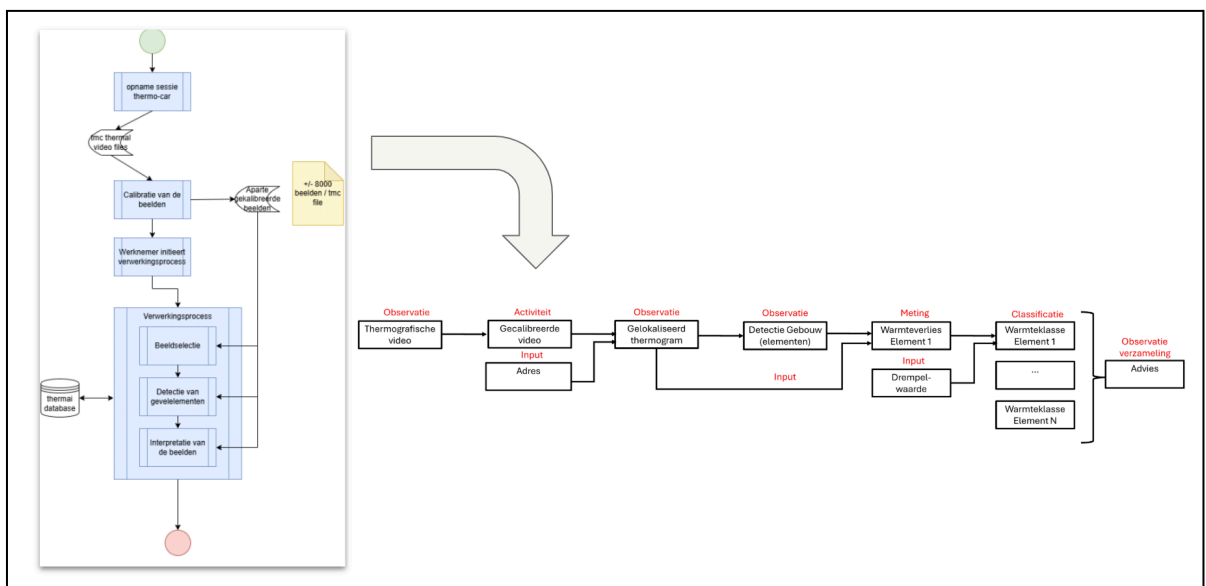 opname sessie
thermo-car
tmc thermal
video files
Calibratie van de
beelden
Aparte
gekalibreerde
beelden
+/- 8000
beelden / tmc
file
Werknemer initieert
verwerkingsprocess
Verwerkingsprocess
Beeldselectie
thermal
database
Detectie van
gevelelementen
Interpretatie van
de beelden
Observatie
Thermografische
video
Activiteit
Gecalibreerde
video
Input
Adres
Observatie
Gelokaliseerd
thermogram
Observatie
Detectie Gebouw
(elementen)
Input
Meting
Warmteverlies
Element 1
Input
Drempel-
waarde
Classificatie
Warmteklasse
Element 1
...
Warmteklasse
Element N
Observatie
verzameling
Advies